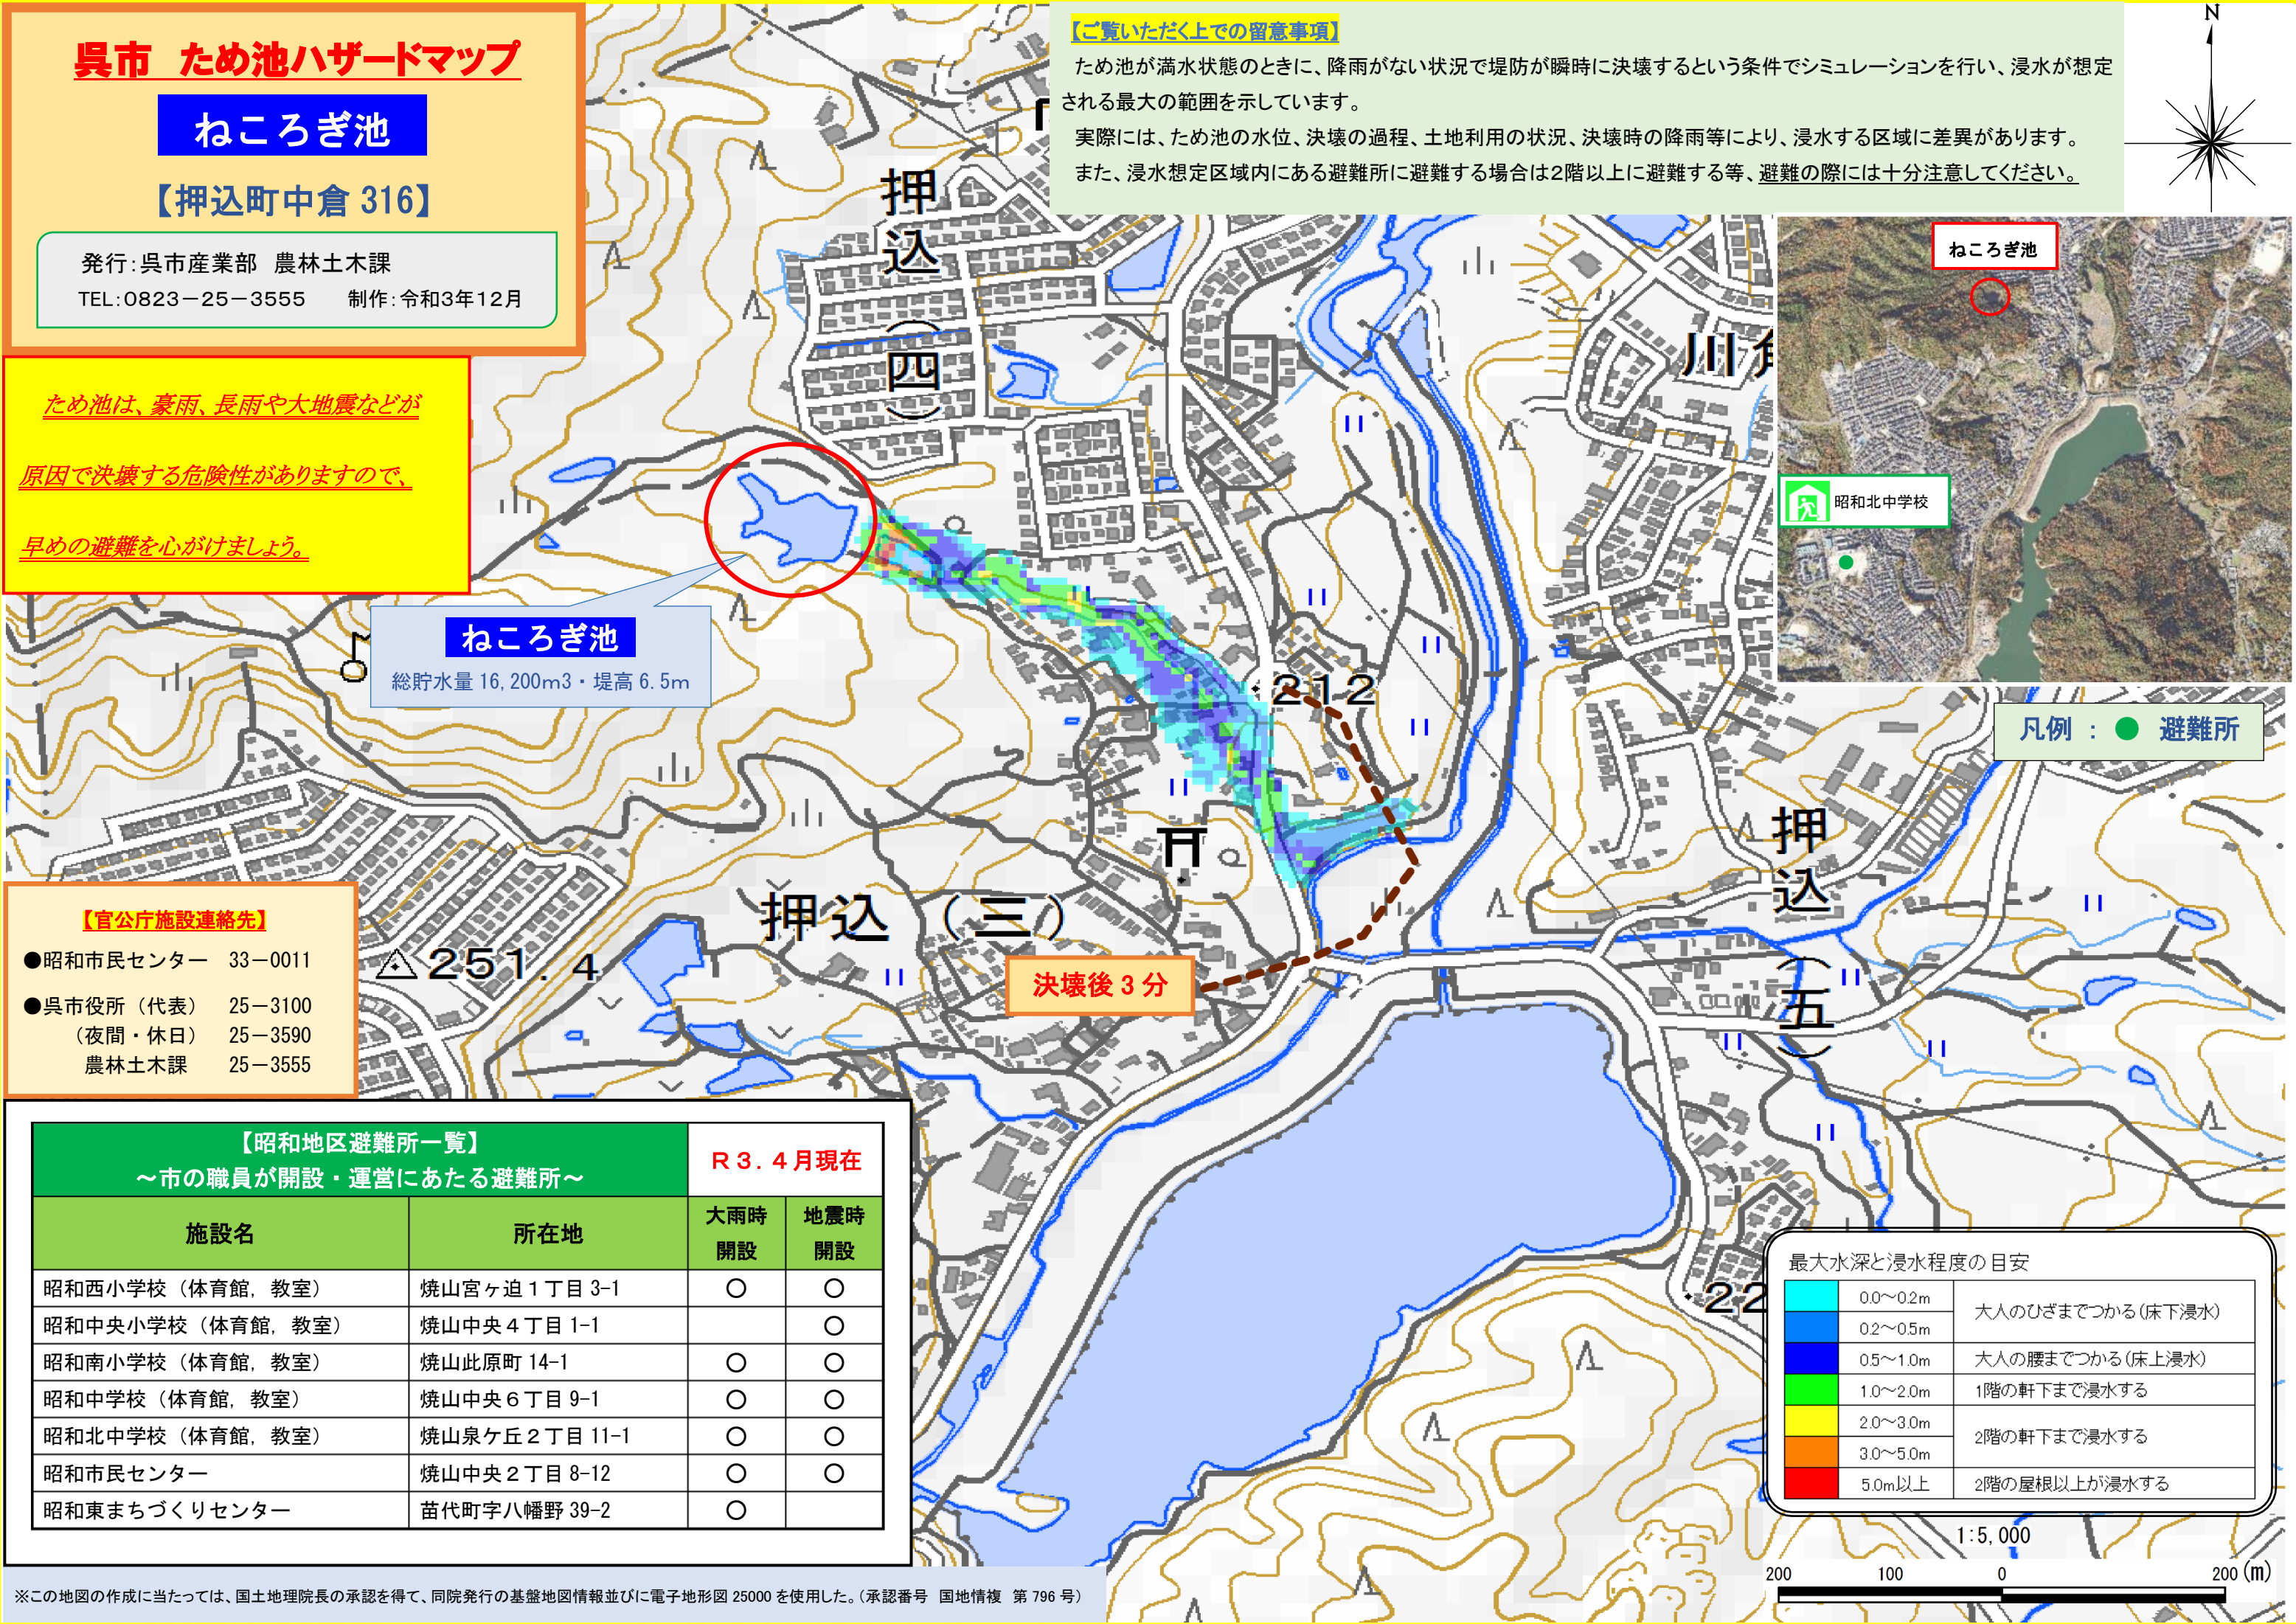 呉市 ため池ハザードマップ
ねころぎ池
【押込町中倉 316】
発行:呉市産業部 農林土木課
TEL:0823-25-3555 制作:令和3年12月
ため池は、豪雨、長雨や大地震などが
原因で決壊する危険性がありますので、
早めの避難を心がけましょう。
【ご覧いただく上での留意事項】
ため池が満水状態のときに、降雨がない状況で堤防が瞬時に決壊するという条件でシミュレーションを行い、浸水が想定
される最大の範囲を示しています。
実際には、ため池の水位、決壊の過程、土地利用の状況、決壊時の降雨等により、浸水する区域に差異があります。
また、浸水想定区域内にある避難所に避難する場合は2階以上に避難する等、避難の際には十分注意してください。
N
ねころぎ池
昭和北中学校
凡例 : ● 避難所
押込(四)
川角
ねころぎ池
総貯水量 16,200m3・堤高 6.5m
212
押込(三)
押込(五)
251.4
決壊後 3 分
22
【官公庁施設連絡先】
●昭和市民センター 33-0011
●呉市役所(代表) 25-3100
(夜間・休日) 25-3590
農林土木課 25-3555
【昭和地区避難所一覧】
~市の職員が開設・運営にあたる避難所~
R3.4月現在
施設名 所在地 大雨時開設 地震時開設
昭和西小学校(体育館,教室) 焼山宮ヶ迫1丁目 3-1 ○ ○
昭和中央小学校(体育館,教室) 焼山中央4丁目 1-1 ○
昭和南小学校(体育館,教室) 焼山此原町 14-1 ○ ○
昭和中学校(体育館,教室) 焼山中央6丁目 9-1 ○ ○
昭和北中学校(体育館,教室) 焼山泉ケ丘2丁目 11-1 ○ ○
昭和市民センター 焼山中央2丁目 8-12 ○ ○
昭和東まちづくりセンター 苗代町字八幡野 39-2 ○
最大水深と浸水程度の目安
0.0~0.2m 大人のひざまでつかる(床下浸水)
0.2~0.5m
0.5~1.0m 大人の腰までつかる(床上浸水)
1.0~2.0m 1階の軒下まで浸水する
2.0~3.0m 2階の軒下まで浸水する
3.0~5.0m
5.0m以上 2階の屋根以上が浸水する
1:5,000
200 100 0 200(m)
※この地図の作成に当たっては、国土地理院長の承認を得て、同院発行の基盤地図情報並びに電子地形図 25000 を使用した。(承認番号 国地情複 第 796 号)